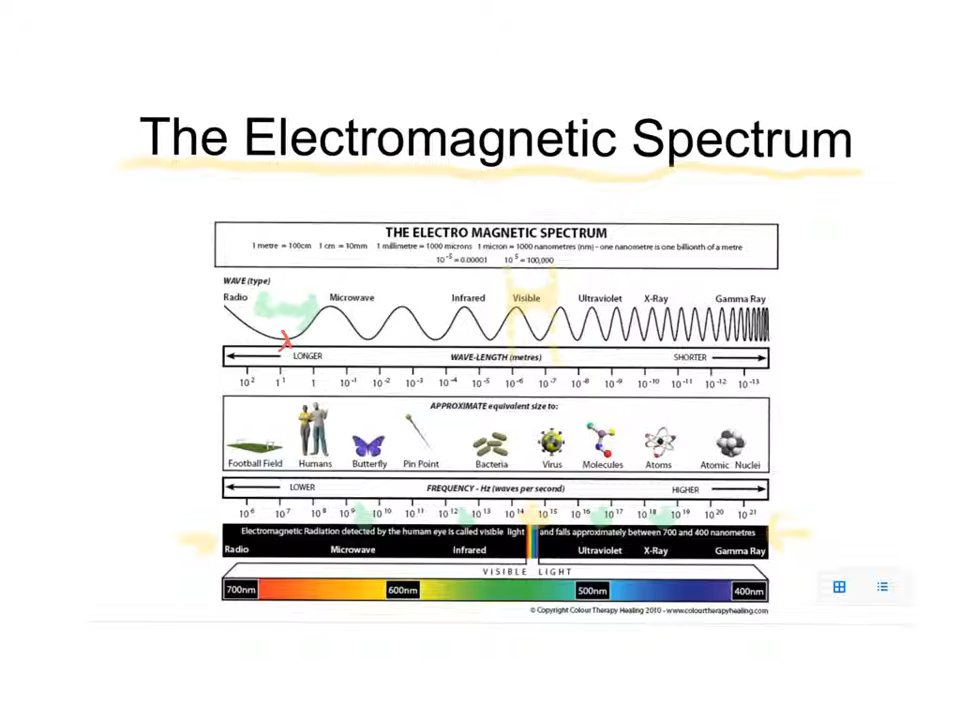 The Electromagnetic Spectrum
THE ELECTRO MAGNETIC SPECTRUM
1 metre = 100cm 1 cm = 10mm 1 millimetre = 1000 microns 1 micron = 1000 nanometres (nm) - one nanometre is one billionth of a metre
10⁻⁵ = 0.00001 10⁵ = 100,000
WAVE (type)
Radio Microwave Infrared Visible Ultraviolet X-Ray Gamma Ray
λ
LONGER WAVE-LENGTH (metres) SHORTER
10² 1¹ 1 10⁻¹ 10⁻² 10⁻³ 10⁻⁴ 10⁻⁵ 10⁻⁶ 10⁻⁷ 10⁻⁸ 10⁻⁹ 10⁻¹⁰ 10⁻¹¹ 10⁻¹² 10⁻¹³
APPROXIMATE equivalent size to:
Football Field Humans Butterfly Pin Point Bacteria Virus Molecules Atoms Atomic Nuclei
LOWER FREQUENCY - Hz (waves per second) HIGHER
10⁶ 10⁷ 10⁸ 10⁹ 10¹⁰ 10¹¹ 10¹² 10¹³ 10¹⁴ 10¹⁵ 10¹⁶ 10¹⁷ 10¹⁸ 10¹⁹ 10²⁰ 10²¹
Electromagnetic Radiation detected by the human eye is called visible light and falls approximately between 700 and 400 nanometres
Radio Microwave Infrared Ultraviolet X-Ray Gamma Ray
VISIBLE LIGHT
700nm 600nm 500nm 400nm
© Copyright Colour Therapy Healing 2010 - www.colourtherapyhealing.com